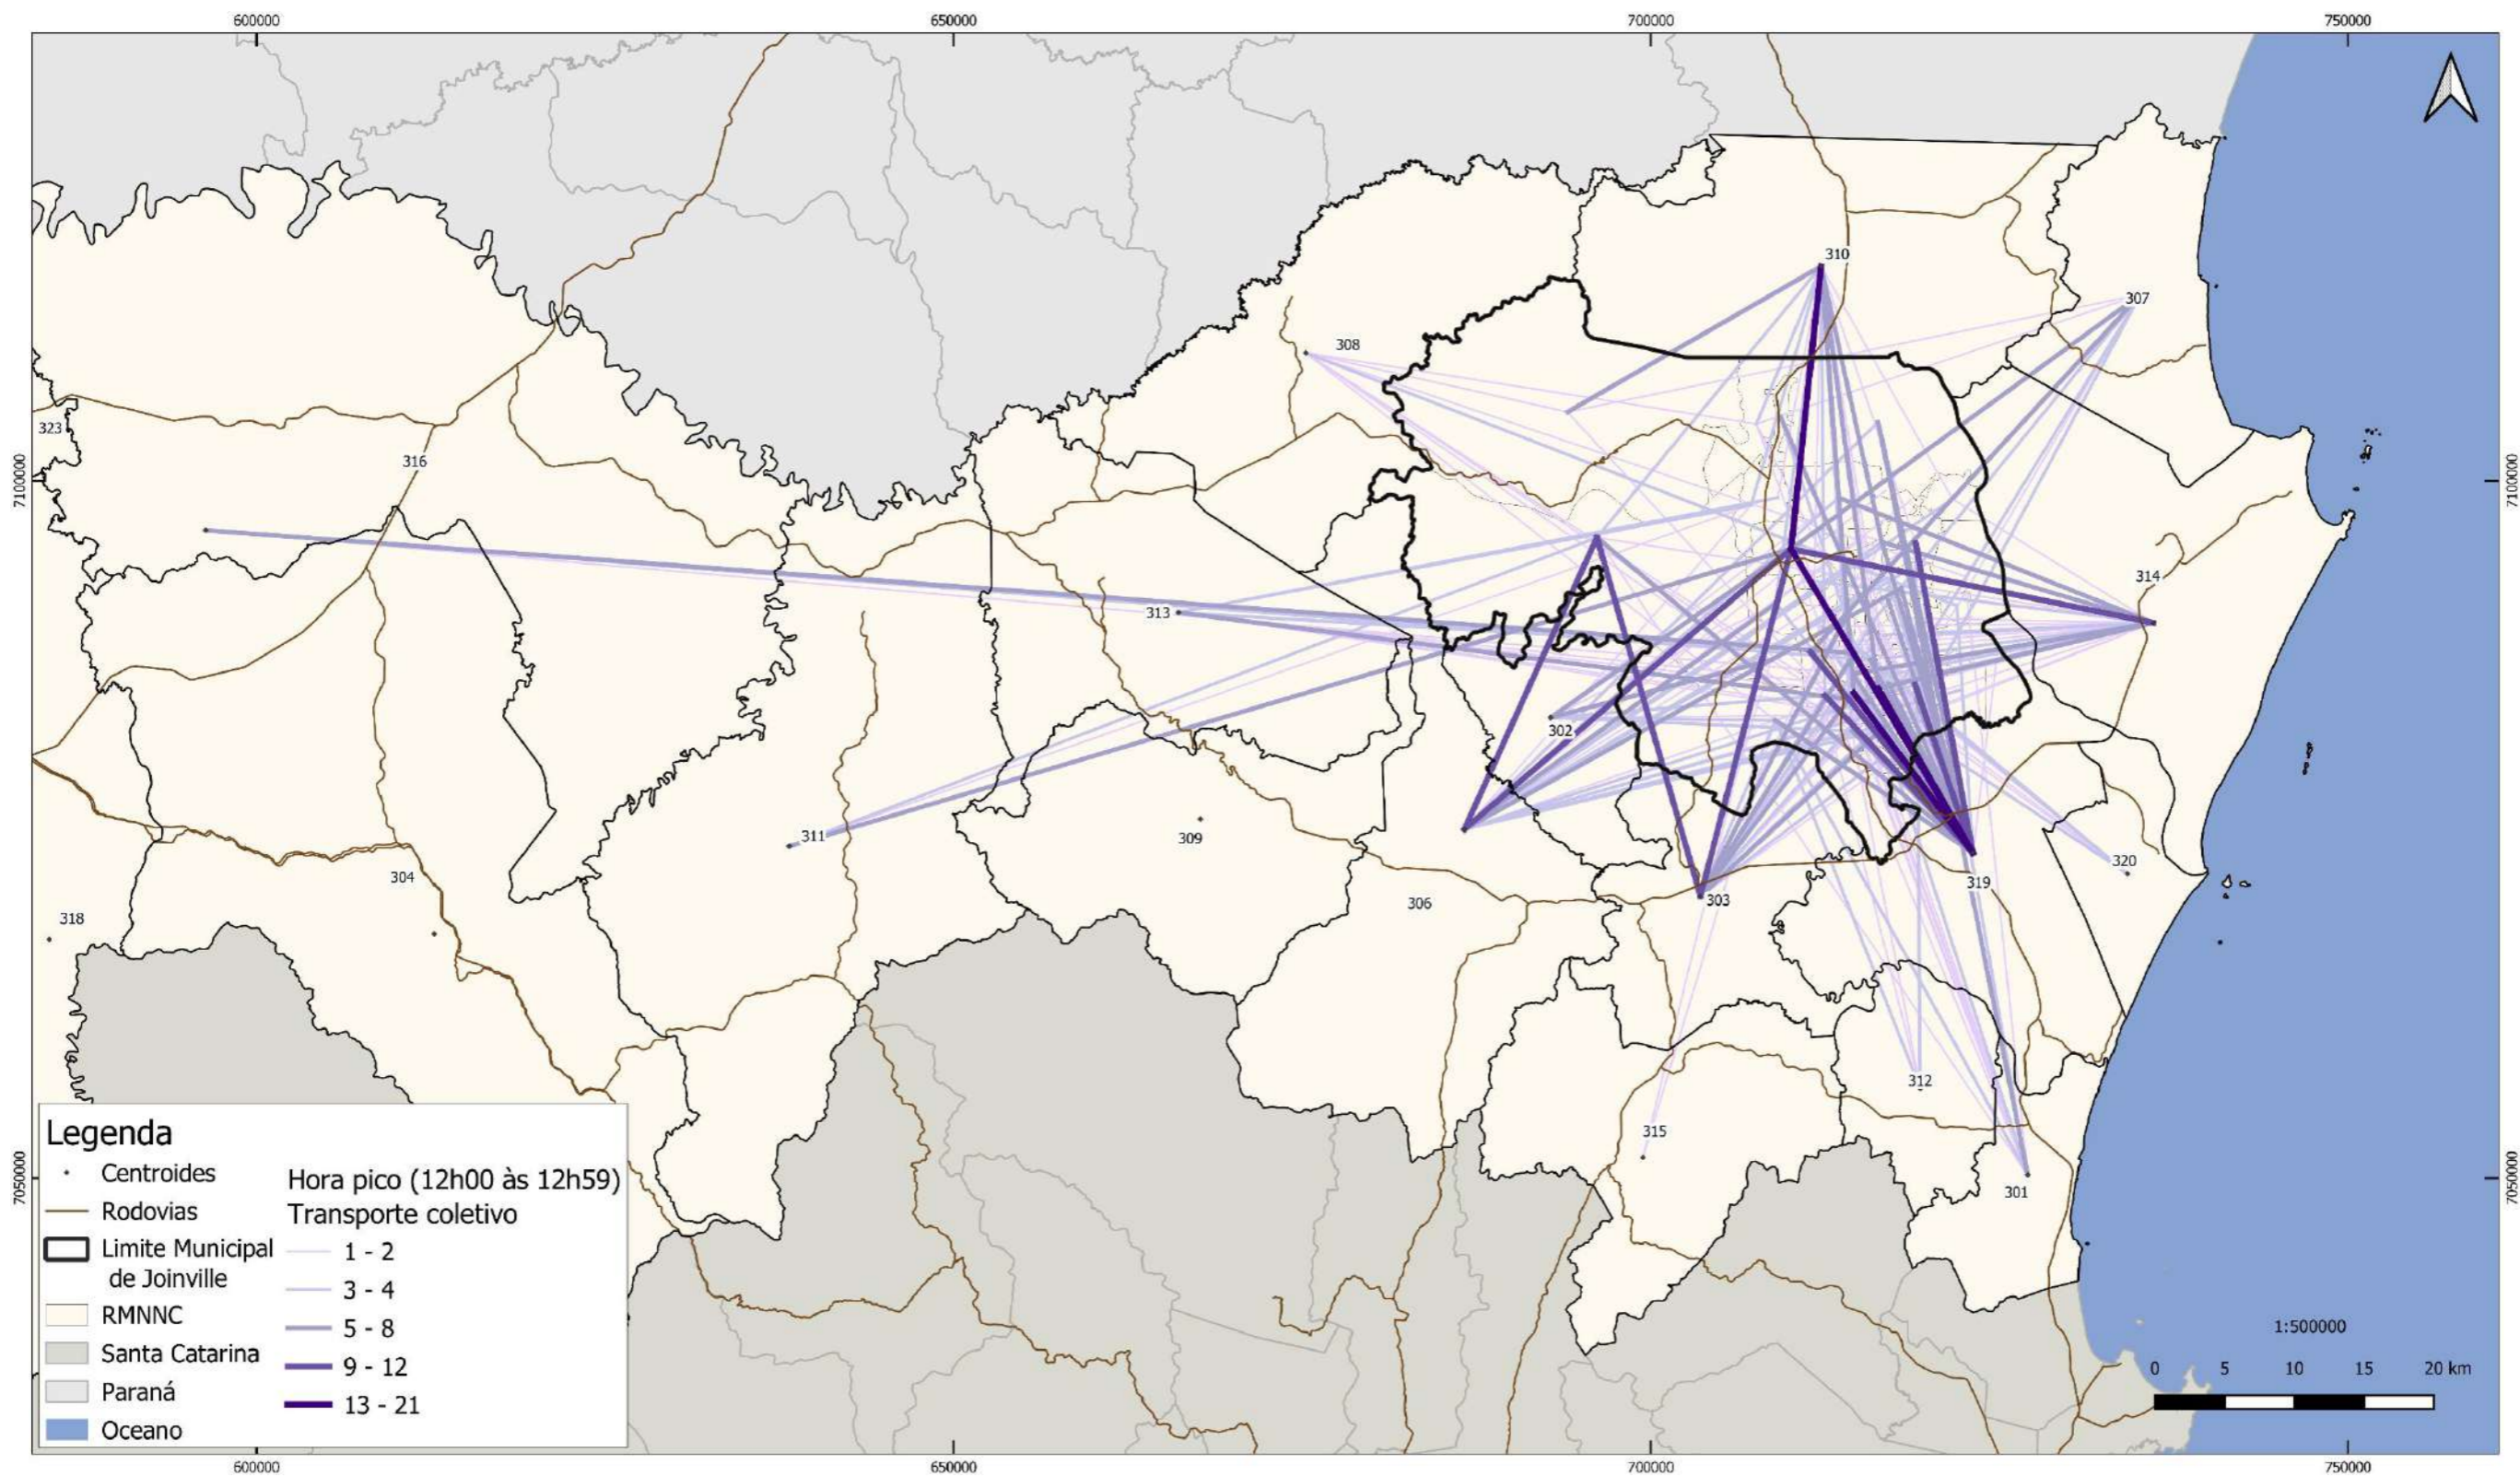 600000
650000
700000
750000
310
307
308
323
316
7100000
7100000
314
313
302
311
309
320
304
319
303
306
318
312
315
7050000
7050000
301
Legenda
Centroides
Rodovias
Limite Municipal
de Joinville
RMNNC
Santa Catarina
Paraná
Oceano
Hora pico (12h00 às 12h59)
Transporte coletivo
1 - 2
3 - 4
5 - 8
9 - 12
13 - 21
1:500000
0 5 10 15 20 km
600000
650000
700000
750000